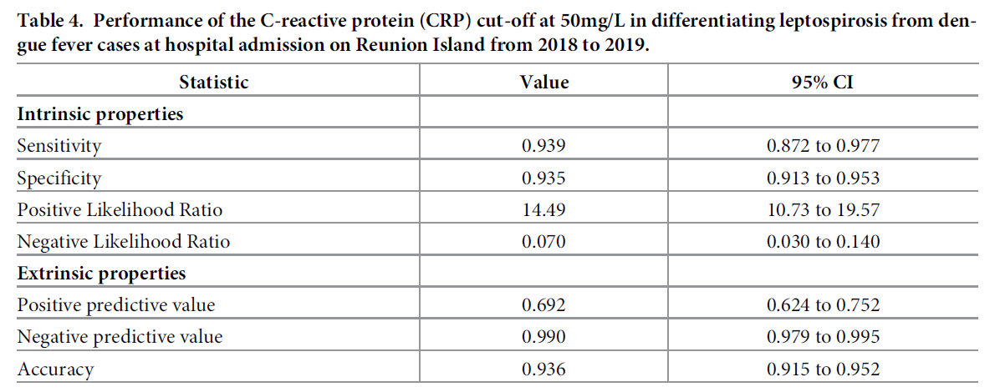 Table 4. Performance of the C-reactive protein (CRP) cut-off at 50mg/L in differentiating leptospirosis from den-
gue fever cases at hospital admission on Reunion Island from 2018 to 2019.
Statistic Value 95% CI
Intrinsic properties
Sensitivity 0.939 0.872 to 0.977
Specificity 0.935 0.913 to 0.953
Positive Likelihood Ratio 14.49 10.73 to 19.57
Negative Likelihood Ratio 0.070 0.030 to 0.140
Extrinsic properties
Positive predictive value 0.692 0.624 to 0.752
Negative predictive value 0.990 0.979 to 0.995
Accuracy 0.936 0.915 to 0.952